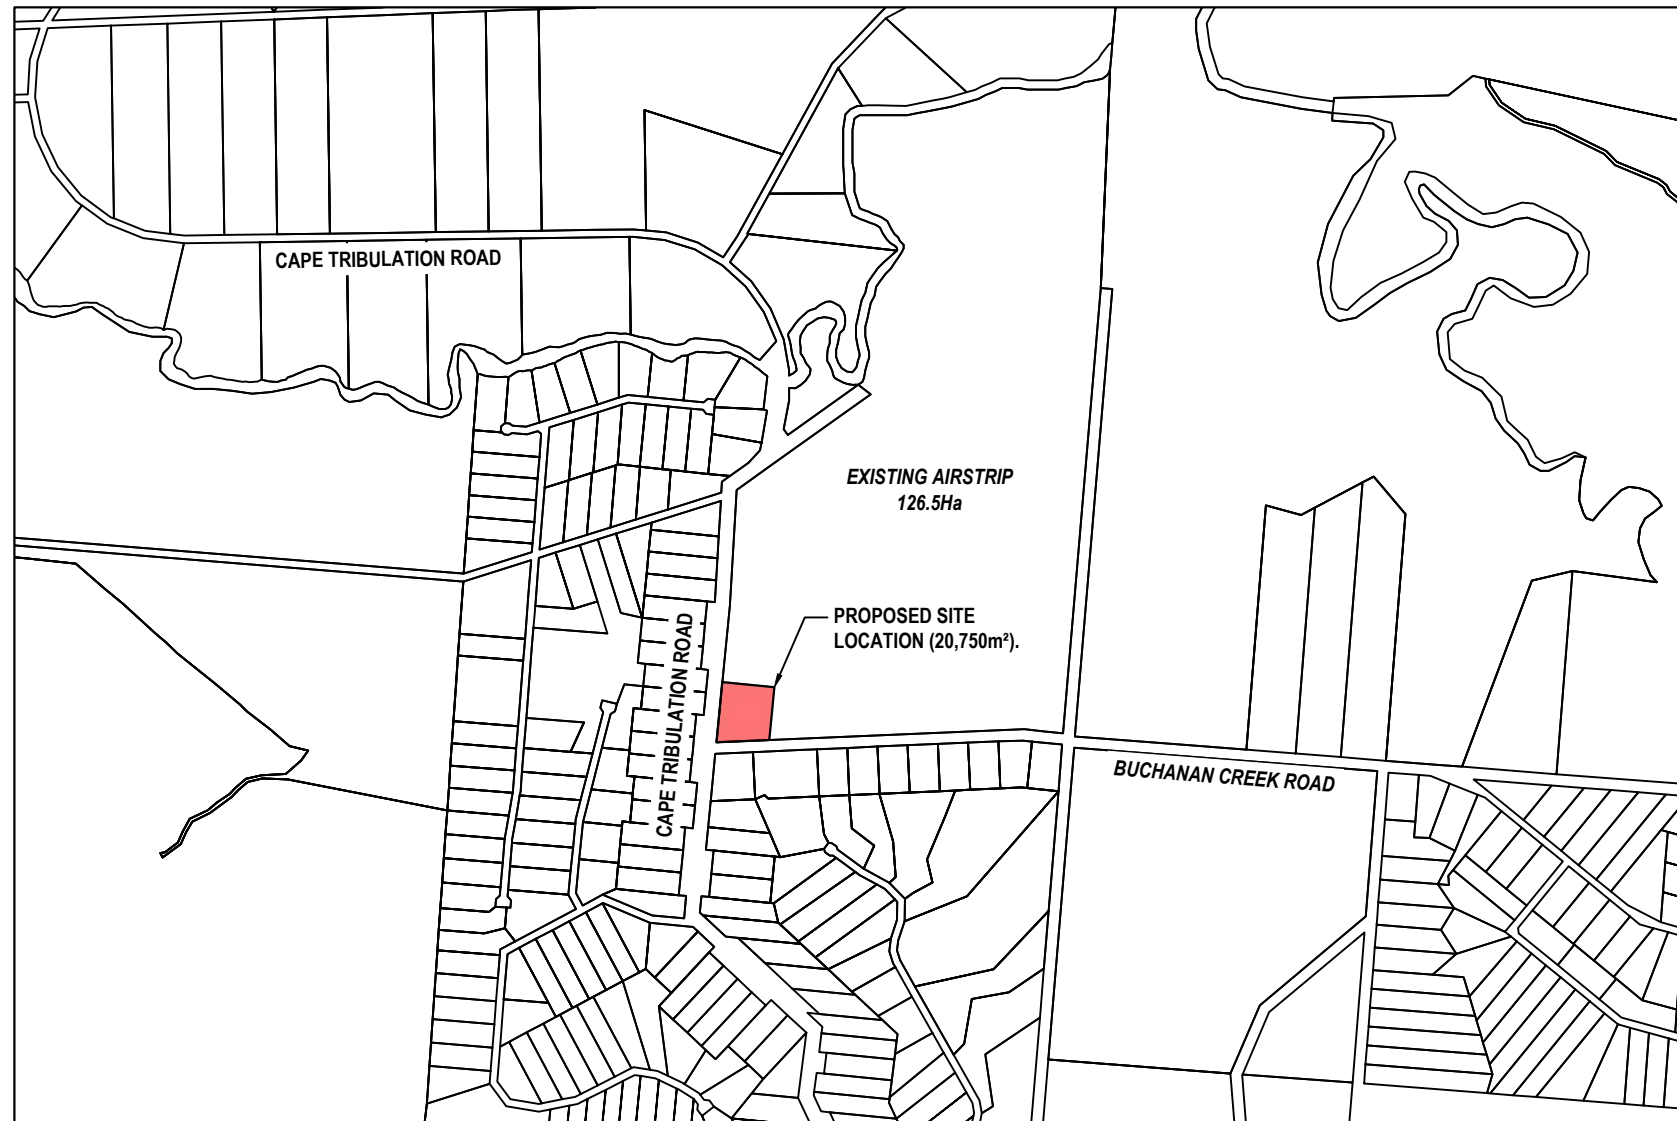 CAPE TRIBULATION ROAD
EXISTING AIRSTRIP
126.5Ha
PROPOSED SITE
LOCATION (20,750m²).
CAPE TRIBULATION ROAD
BUCHANAN CREEK ROAD